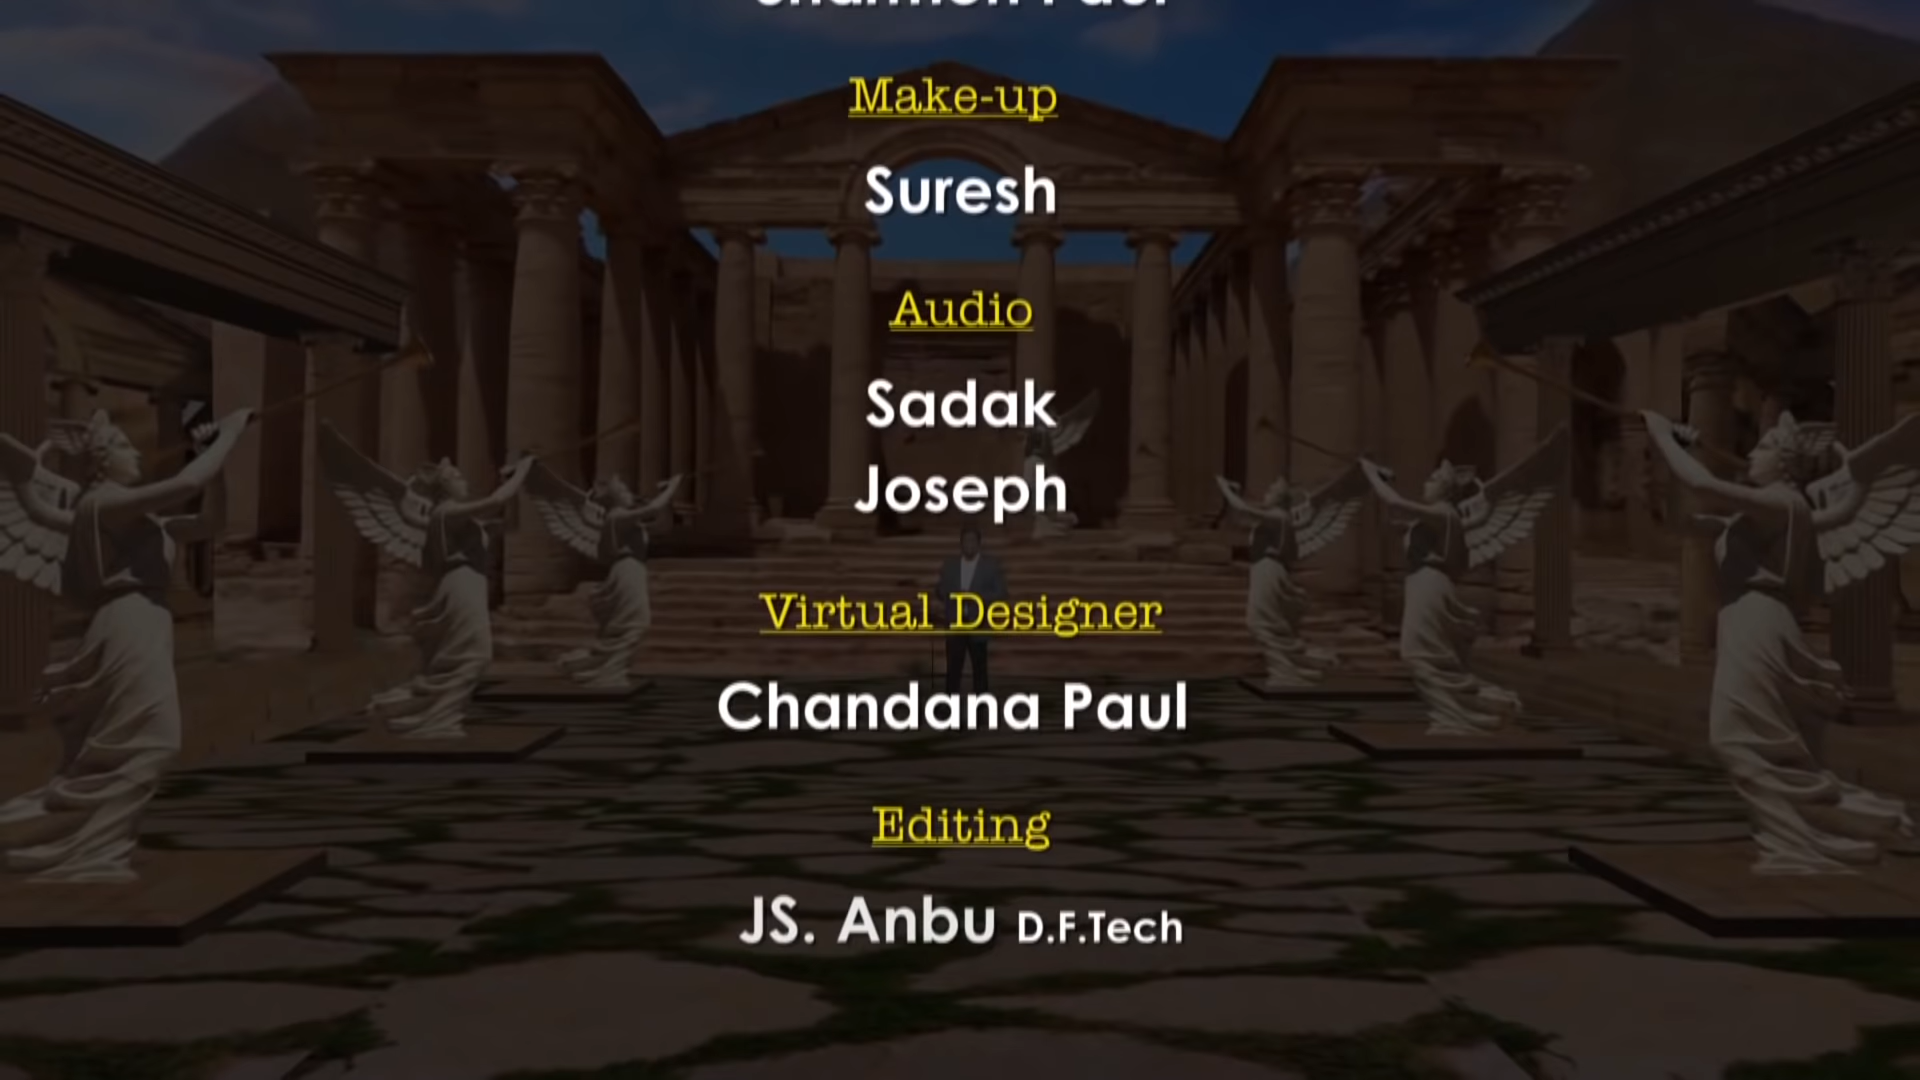 Make-up
Suresh
Audio
Sadak
Joseph
Virtual Designer
Chandana Paul
Editing
JS. Anbu D.F.Tech